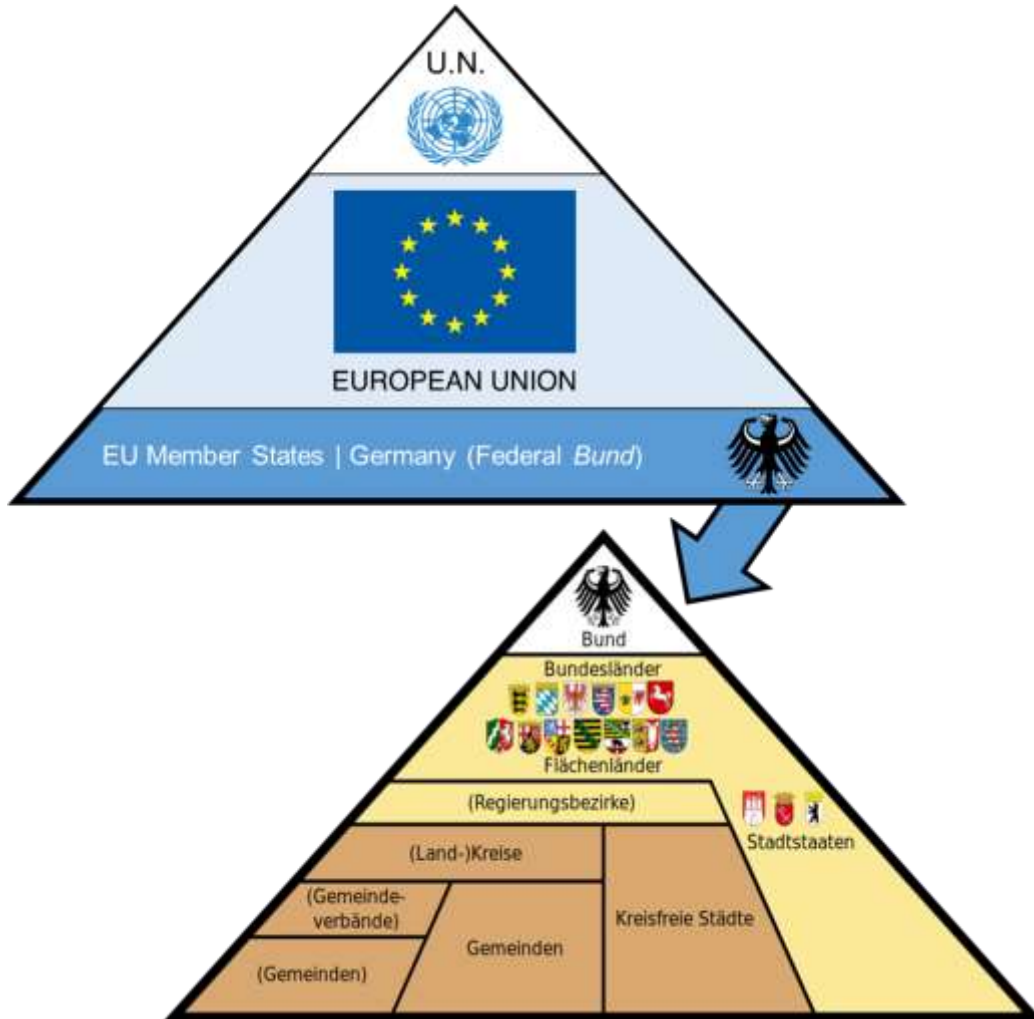 U.N.
EUROPEAN UNION
EU Member States | Germany (Federal Bund)
Bund
Bundesländer
Flächenländer
(Regierungsbezirke)
Stadtstaaten
(Land-)Kreise
(Gemeinde-
verbände)
Kreisfreie Städte
Gemeinden
(Gemeinden)